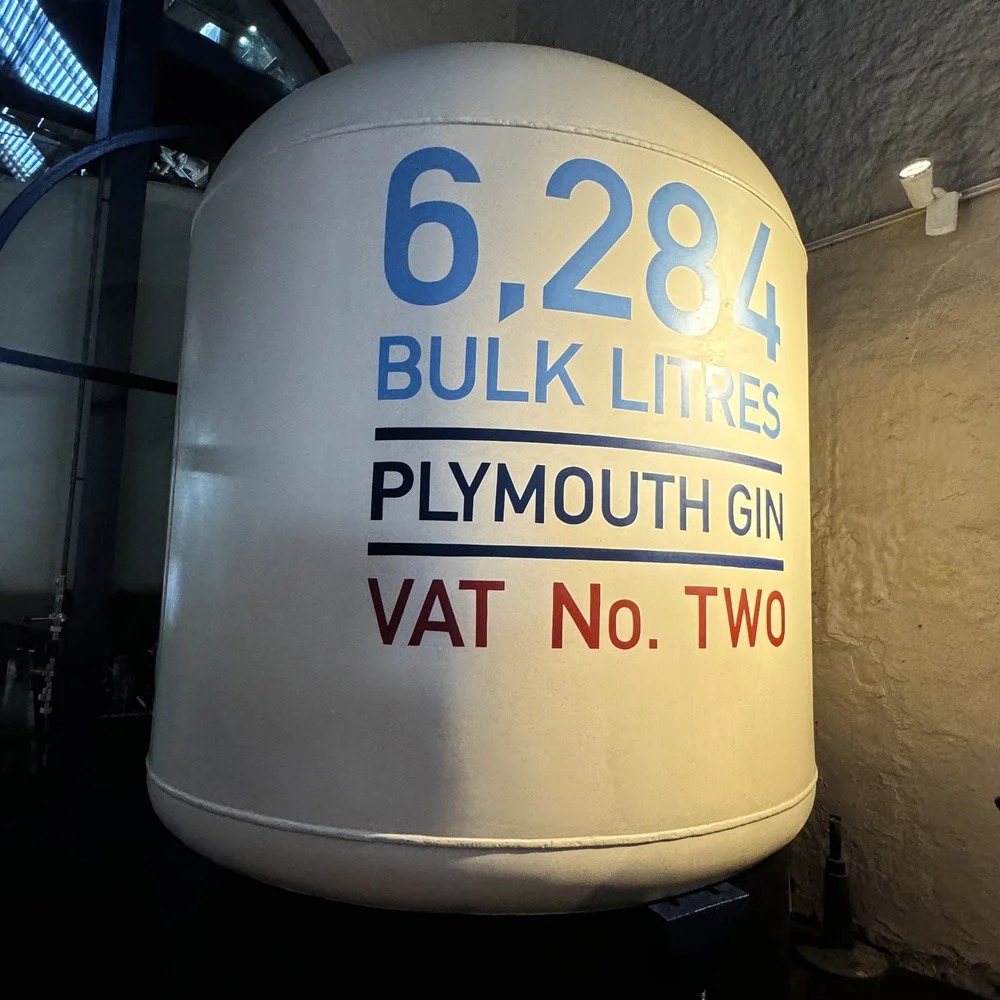 6,284
BULK LITRES
PLYMOUTH GIN
VAT No. TWO